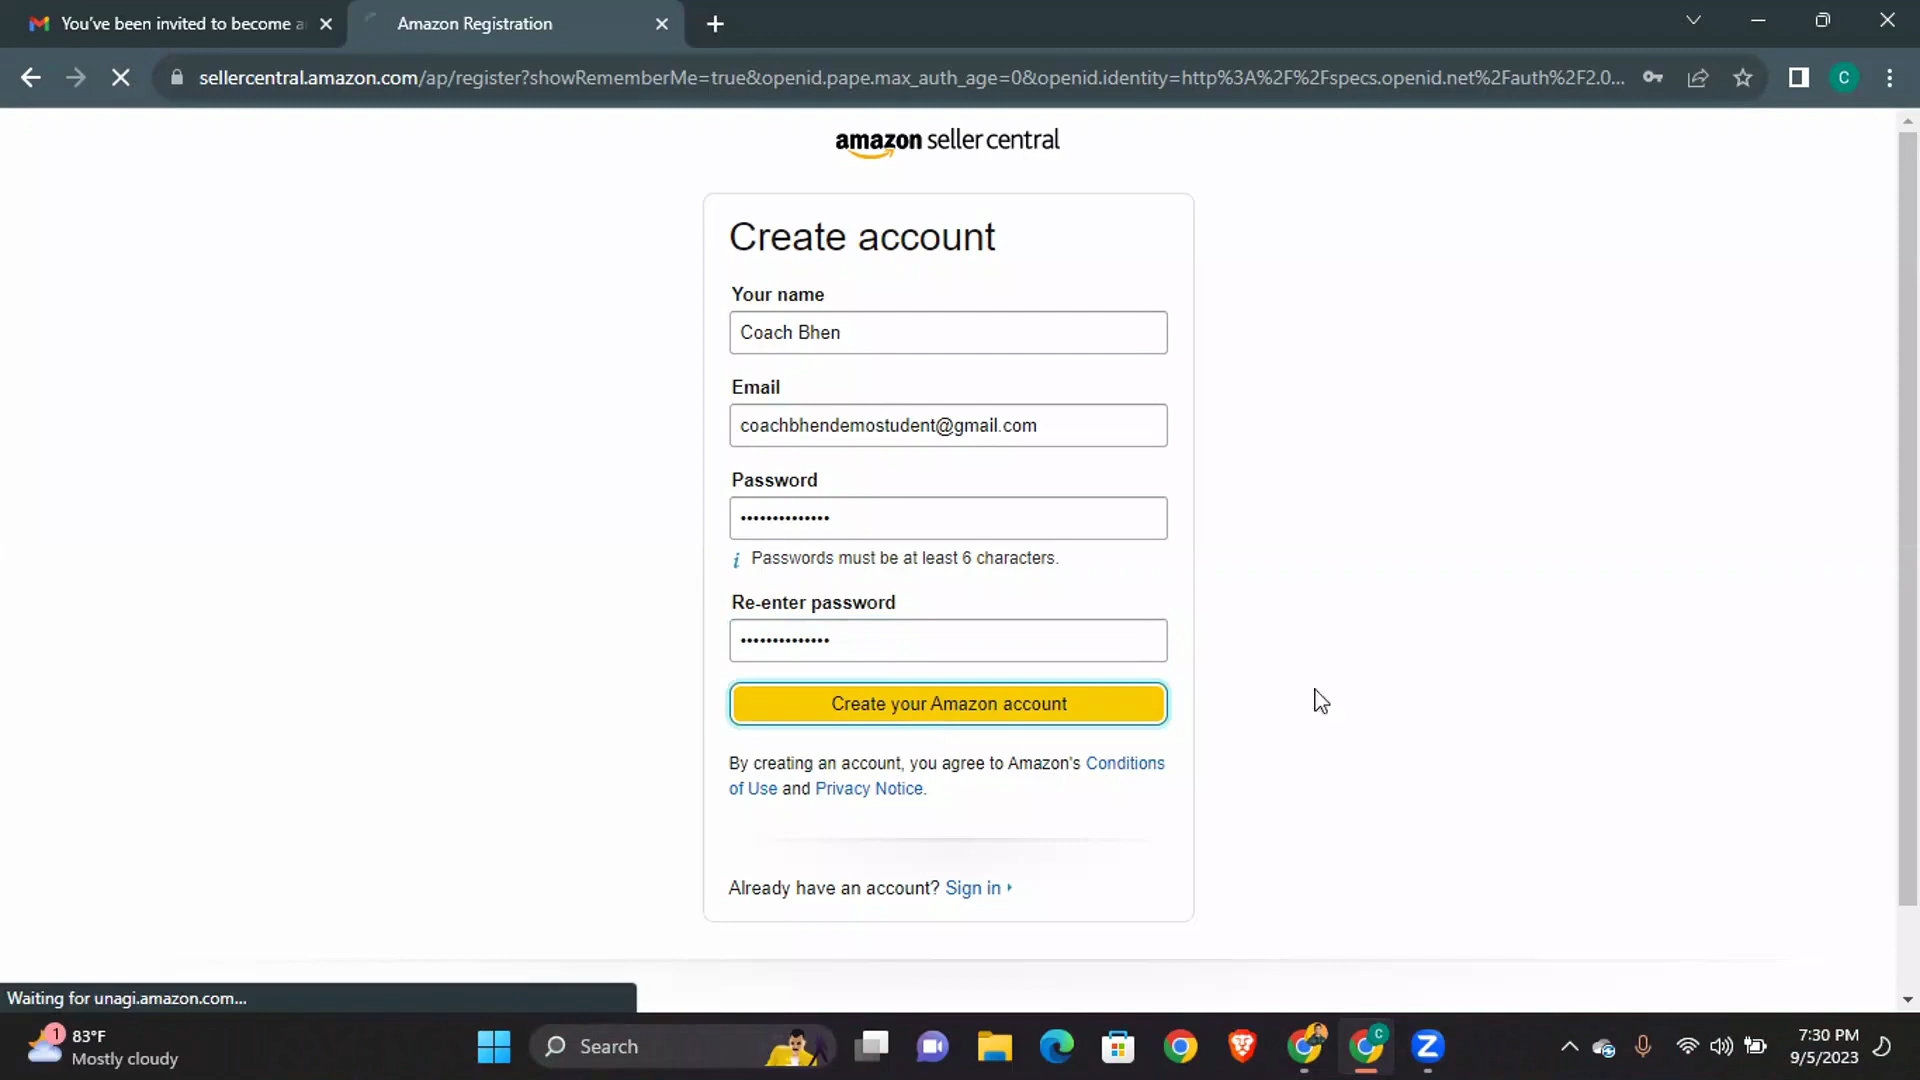 You've been invited to become a
Amazon Registration
sellercentral.amazon.com/ap/register?showRememberMe=true&openid.pape.max_auth_age=0&openid.identity=http%3A%2F%2Fspecs.openid.net%2Fauth%2F2.0...
C
amazon seller central
Create account
Your name
Coach Bhen
Email
coachbhendemostudent@gmail.com
Password
••••••••••••••
i Passwords must be at least 6 characters.
Re-enter password
••••••••••••••
Create your Amazon account
By creating an account, you agree to Amazon's Conditions
of Use and Privacy Notice.
Already have an account? Sign in
Waiting for unagi.amazon.com...
1
83°F
Mostly cloudy
Search
C
Z
7:30 PM
9/5/2023